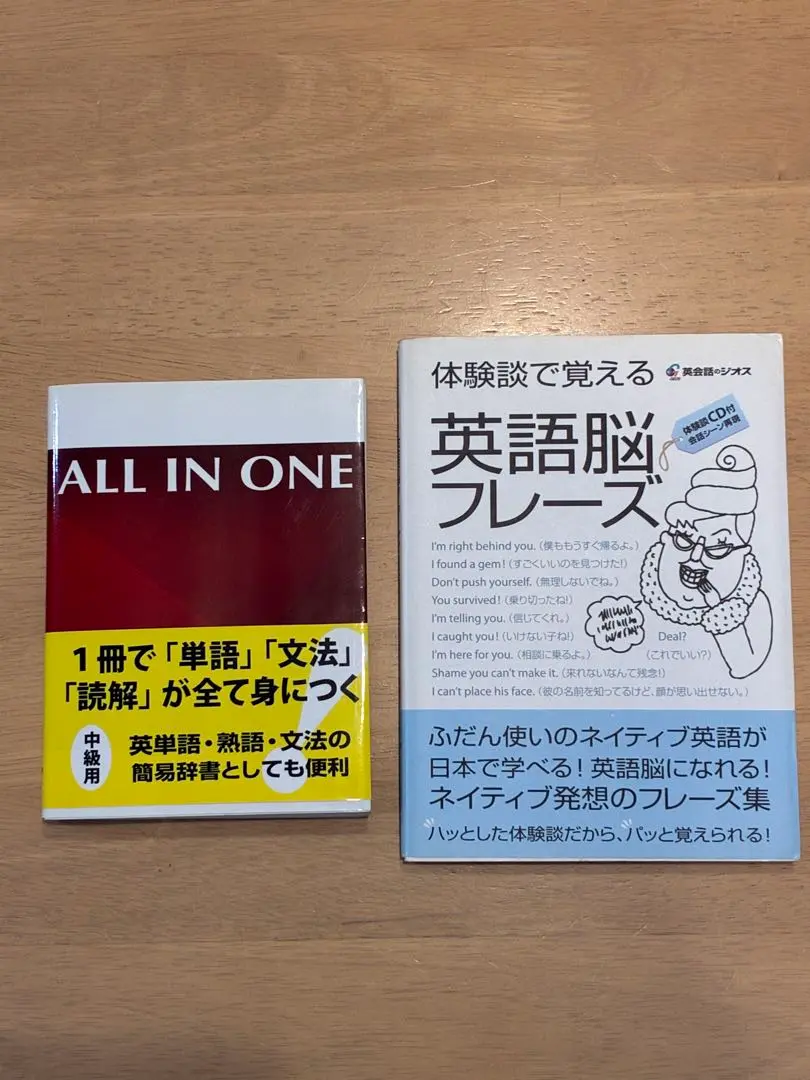 ALL IN ONE
1冊で「単語」「文法」
「読解」が全て身につく
中級用
英単語・熟語・文法の
簡易辞書としても便利
体験談で覚える
英会話のジオス
英語脳
フレーズ
体験談CD付
会話シーン再現
I'm right behind you.（僕ももうすぐ帰るよ。）
I found a gem!（すごくいいのを見つけた!）
Don't push yourself.（無理しないでね。）
You survived!（乗り切ったね!）
I'm telling you.（信じてくれ。）
I caught you!（いけない子ね!）
Deal?
I'm here for you.（相談に乗るよ。）
（これでいい?）
Shame you can't make it.（来れないなんて残念!）
I can't place his face.（彼の名前を知ってるけど、顔が思い出せない。）
ふだん使いのネイティブ英語が
日本で学べる!英語脳になれる!
ネイティブ発想のフレーズ集
ハッとした体験談だから、パッと覚えられる!